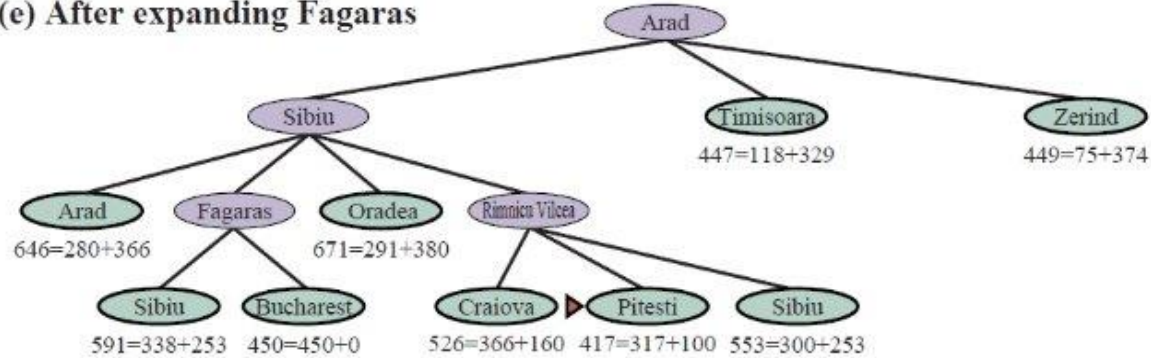 (e) After expanding Fagaras
Arad
Sibiu
Timisoara
Zerind
447=118+329
449=75+374
Arad
Fagaras
Oradea
Rimnicu Vilcea
646=280+366
671=291+380
Sibiu
Bucharest
Craiova
Pitesti
Sibiu
591=338+253
450=450+0
526=366+160
417=317+100
553=300+253